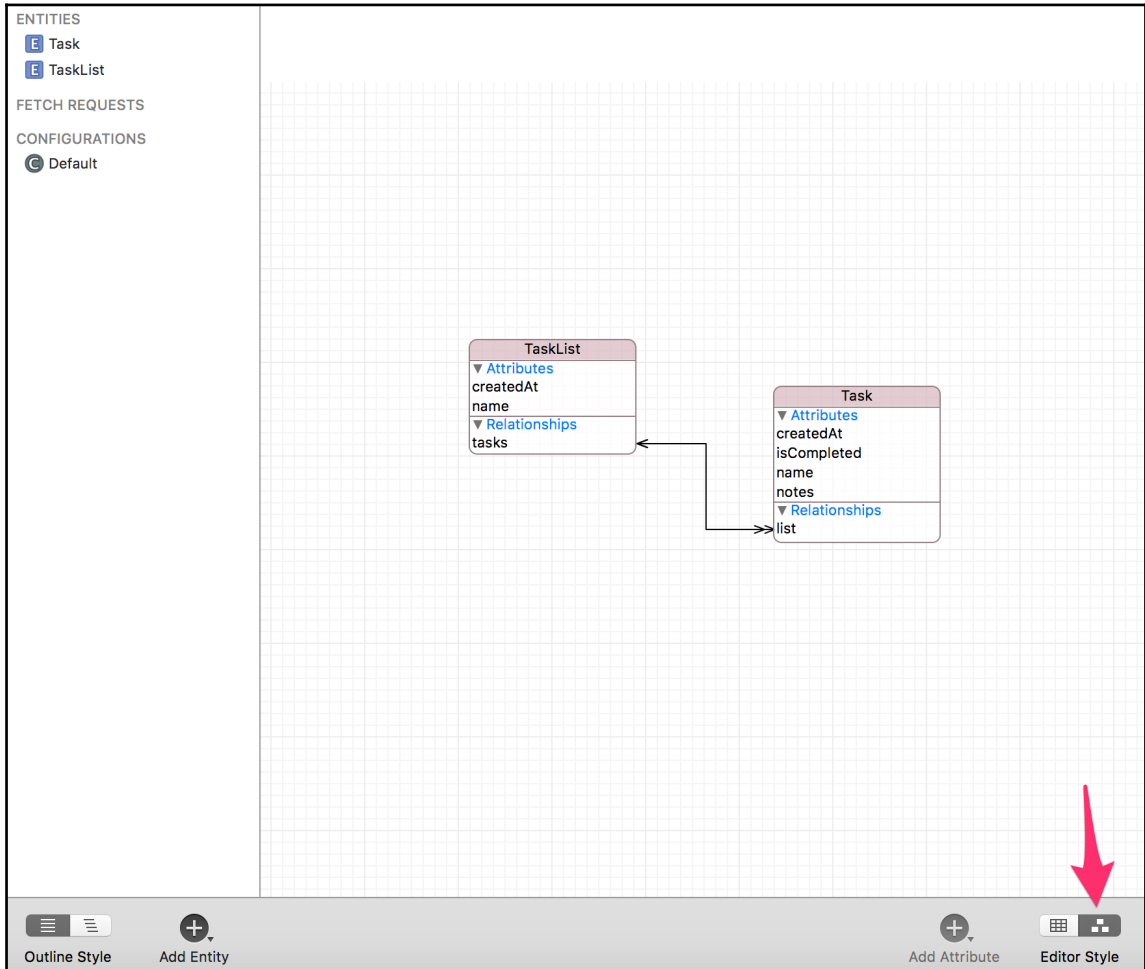 ENTITIES
E Task
E TaskList
FETCH REQUESTS
CONFIGURATIONS
C Default
TaskList
Attributes
createdAt
name
Relationships
tasks
Task
Attributes
createdAt
isCompleted
name
notes
Relationships
list
Outline Style
Add Entity
Add Attribute
Editor Style